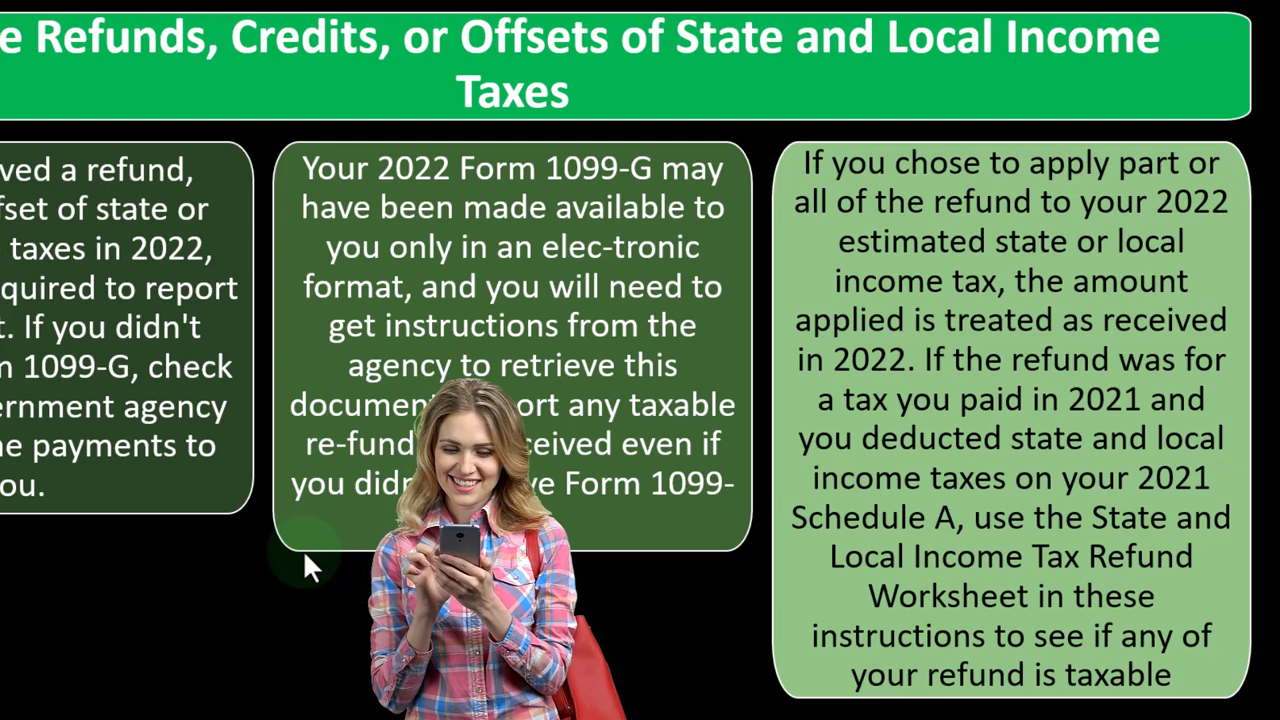 e Refunds, Credits, or Offsets of State and Local Income
Taxes
ved a refund,
fset of state or
taxes in 2022,
quired to report
t. If you didn't
m 1099-G, check
ernment agency
ne payments to
ou.
Your 2022 Form 1099-G may
have been made available to
you only in an elec-tronic
format, and you will need to
get instructions from the
agency to retrieve this
document ort any taxable
re-fund ceived even if
you didn ve Form 1099-
If you chose to apply part or
all of the refund to your 2022
estimated state or local
income tax, the amount
applied is treated as received
in 2022. If the refund was for
a tax you paid in 2021 and
you deducted state and local
income taxes on your 2021
Schedule A, use the State and
Local Income Tax Refund
Worksheet in these
instructions to see if any of
your refund is taxable